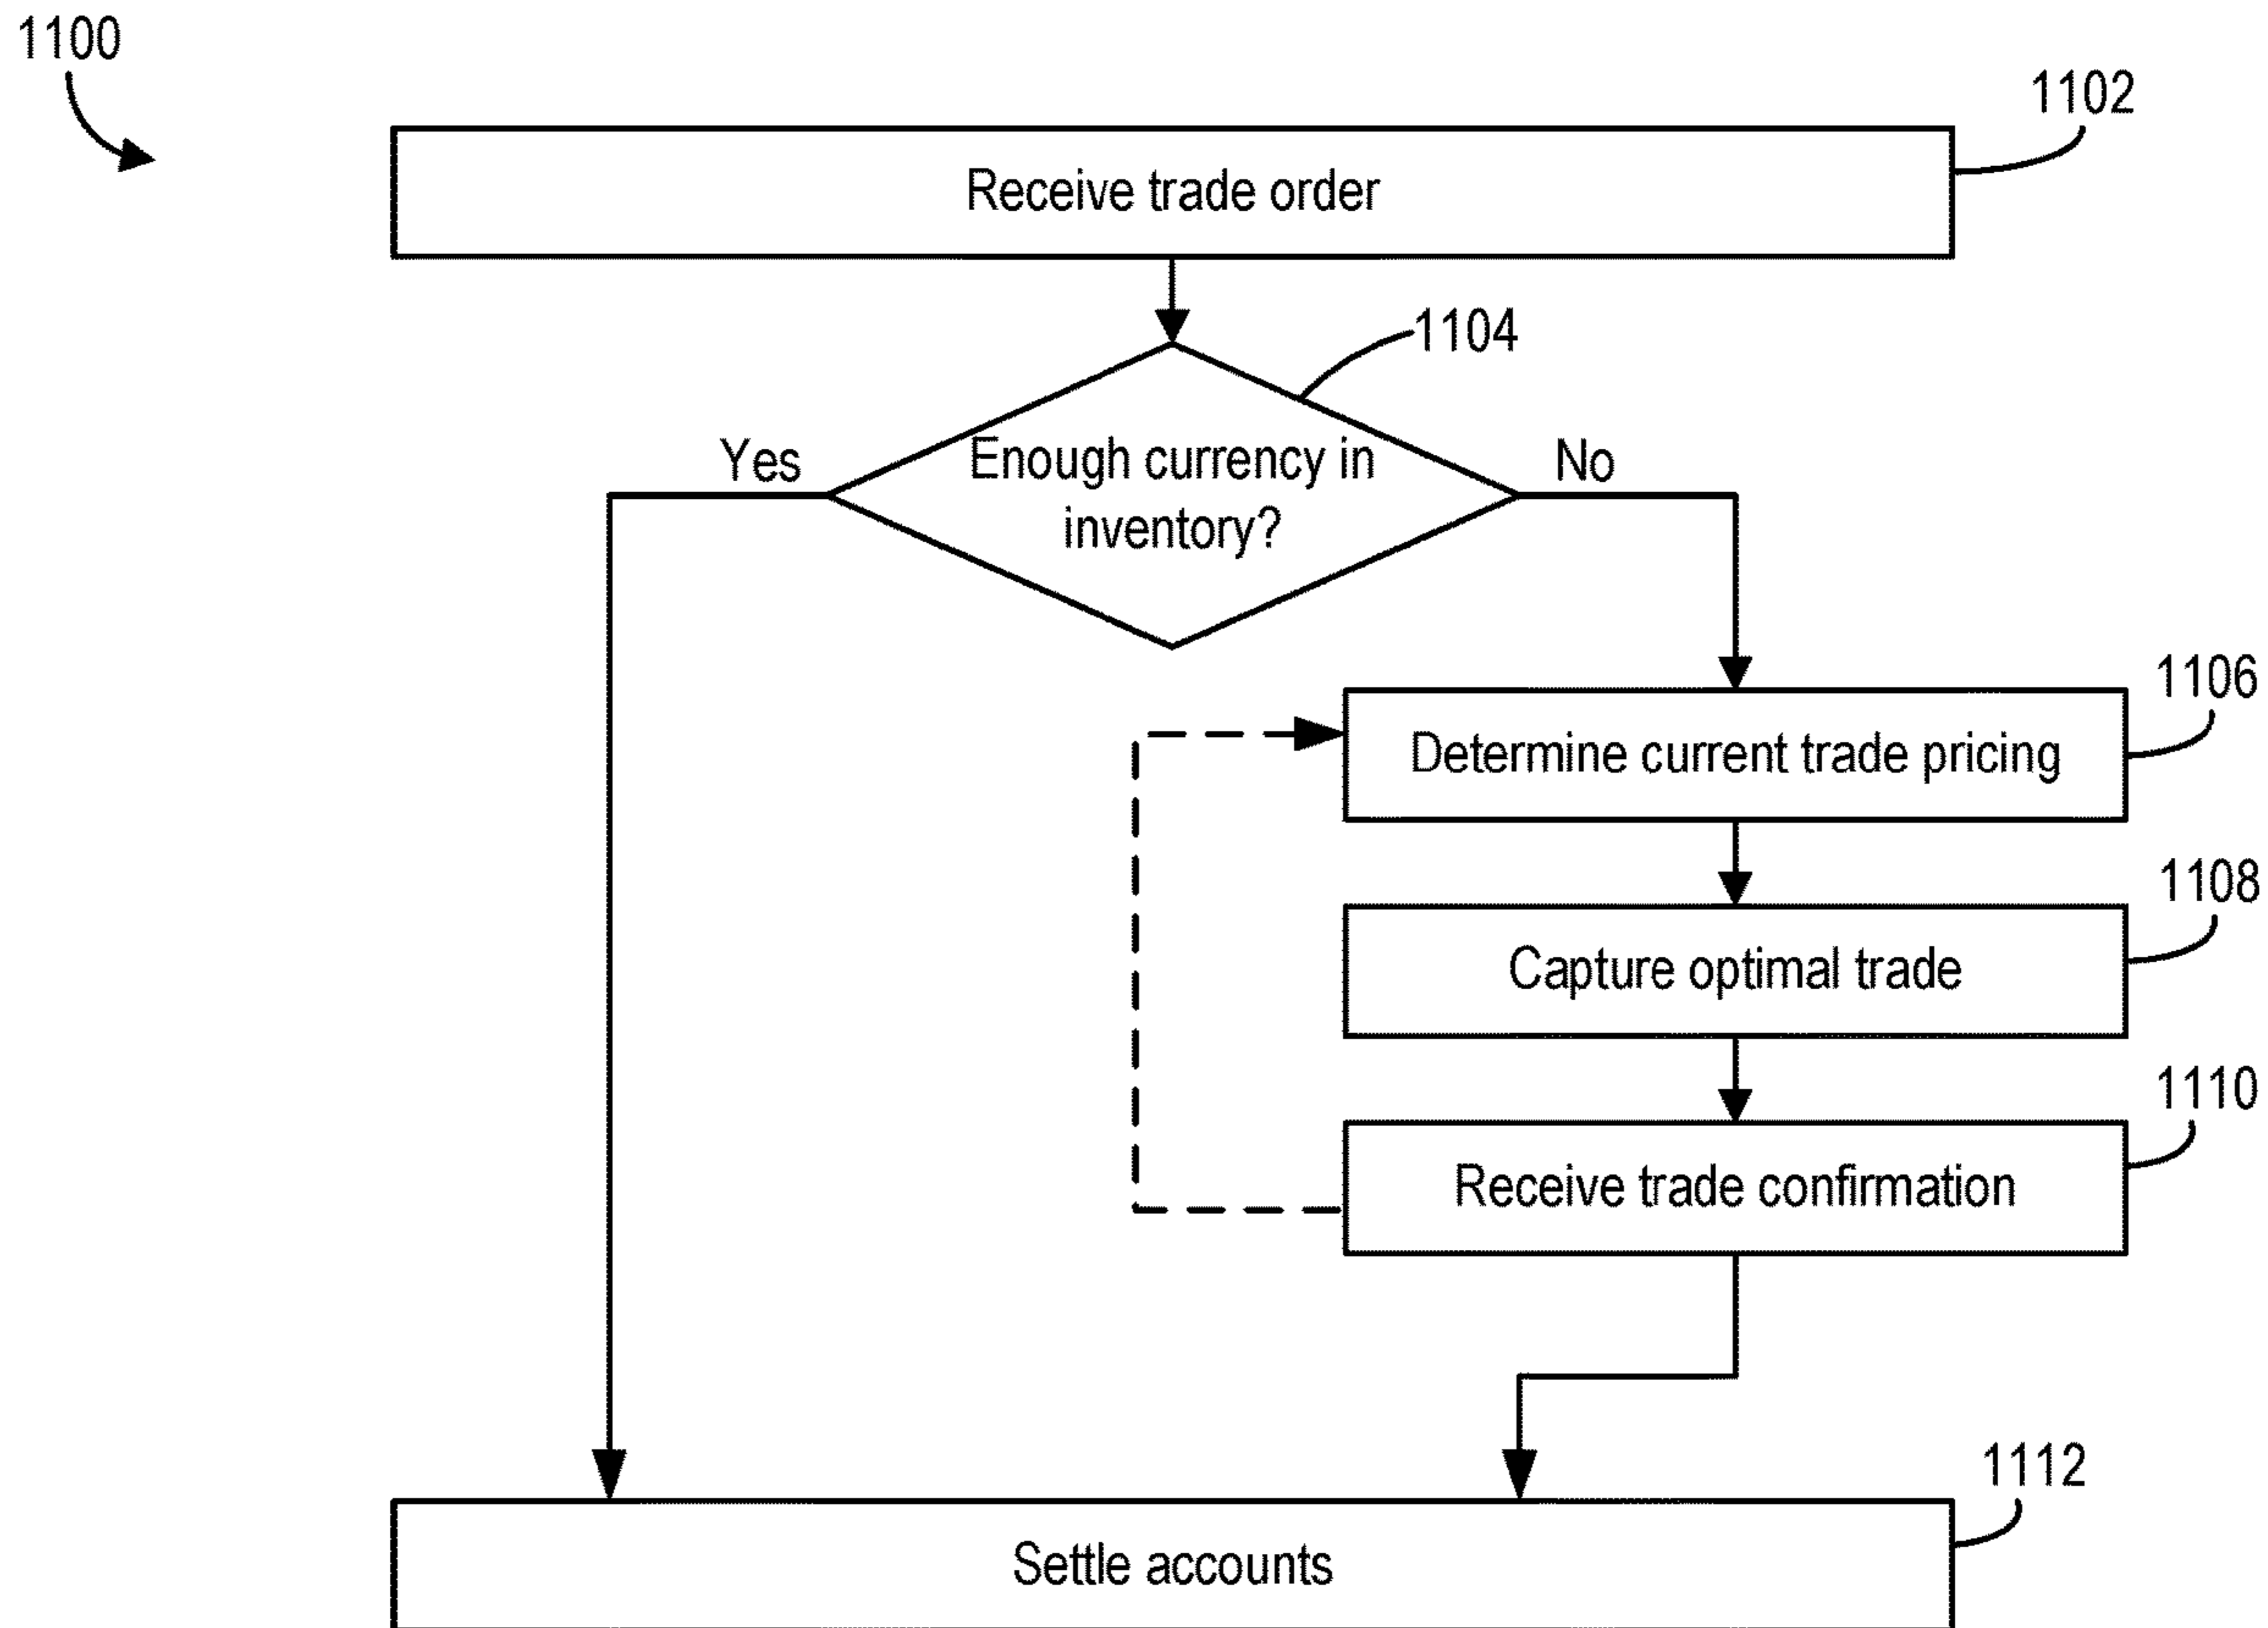 1100
1102
Receive trade order
1104
Yes
Enough currency in
inventory?
No
1106
Determine current trade pricing
1108
Capture optimal trade
1110
Receive trade confirmation
1112
Settle accounts